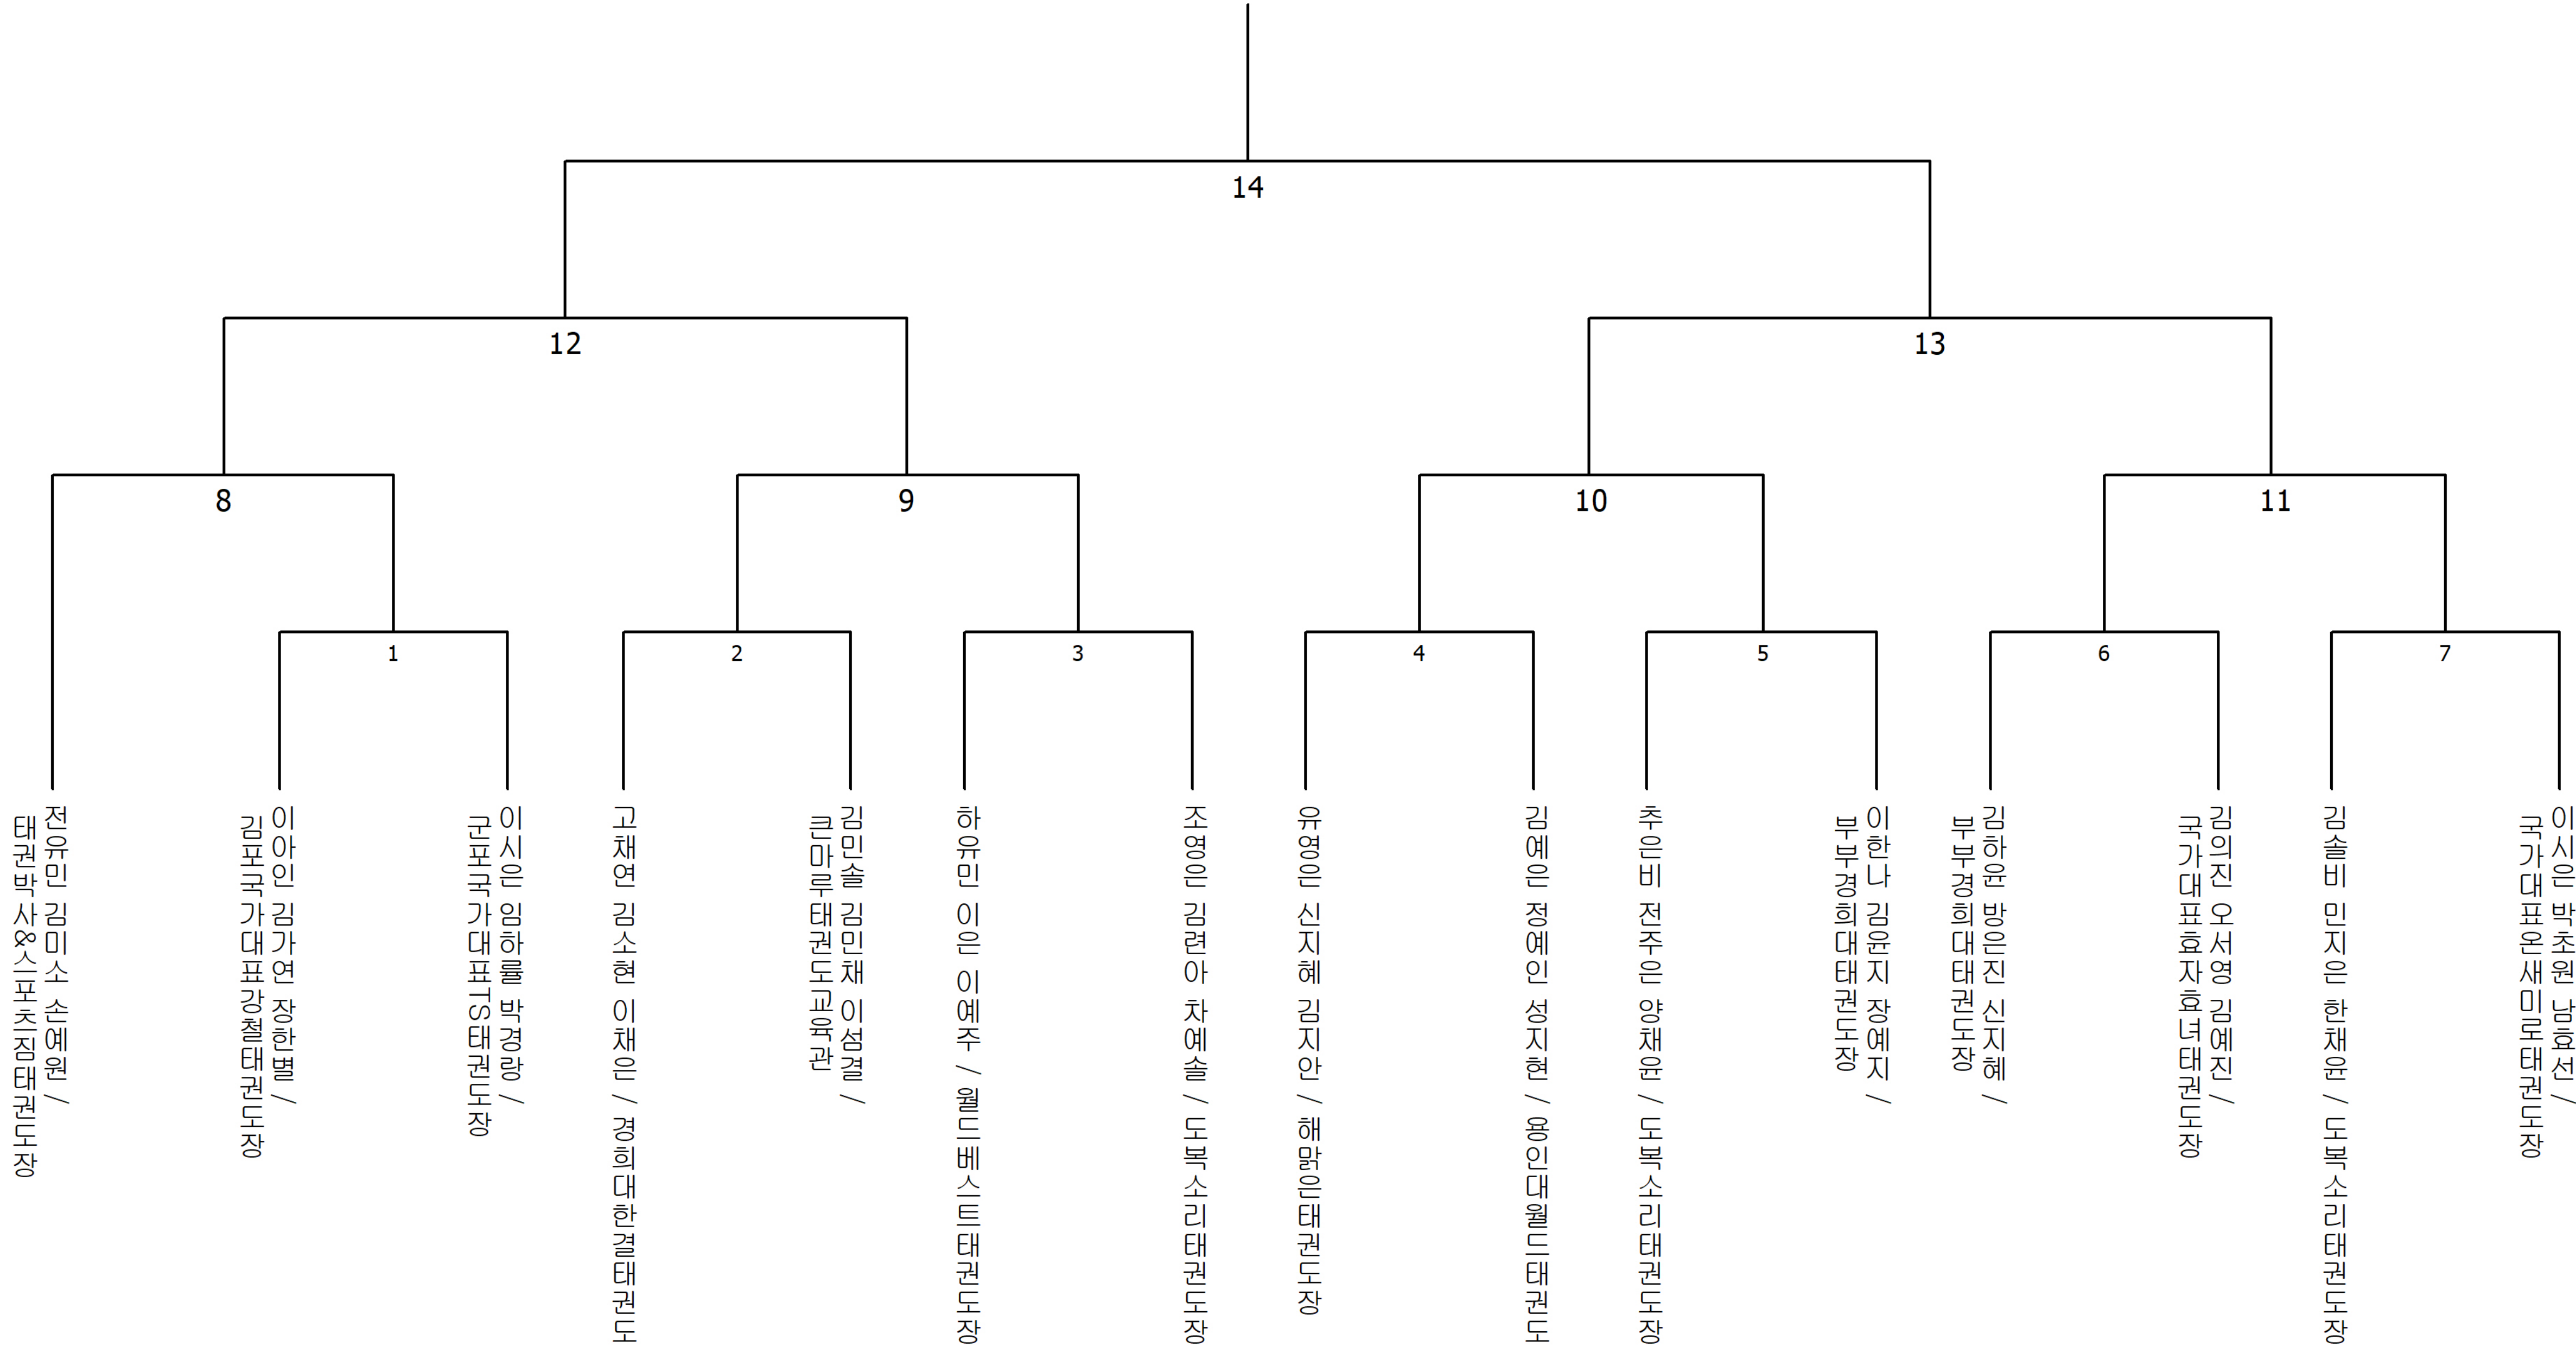 14
12
13
8
9
10
11
1
2
3
4
5
6
7
전유민 김미소 손예원 /
태권박사&스포츠짐태권도장
이아인 김가연 장한별 /
김포국가대표강철태권도장
이시은 임하률 박경랑 /
군포국가대표TS태권도장
고채연 김소현 이채은 / 경희대한결태권도
김민솔 김민채 이섬결 /
큰마루태권도교육관
하유민 이은 이예주 / 월드베스트태권도장
조영은 김련아 차예솔 / 도복소리태권도장
유영은 신지혜 김지안 / 해맑은태권도장
김예은 정예인 성지현 / 용인대월드태권도
추은비 전주은 양채윤 / 도복소리태권도장
이한나 김윤지 장예지 /
부부경희대태권도장
김하윤 방은진 신지혜 /
부부경희대태권도장
김의진 오서영 김예진 /
국가대표효자효녀태권도장
김솔비 민지은 한채윤 / 도복소리태권도장
이시은 박초원 남효선 /
국가대표온새미로태권도장